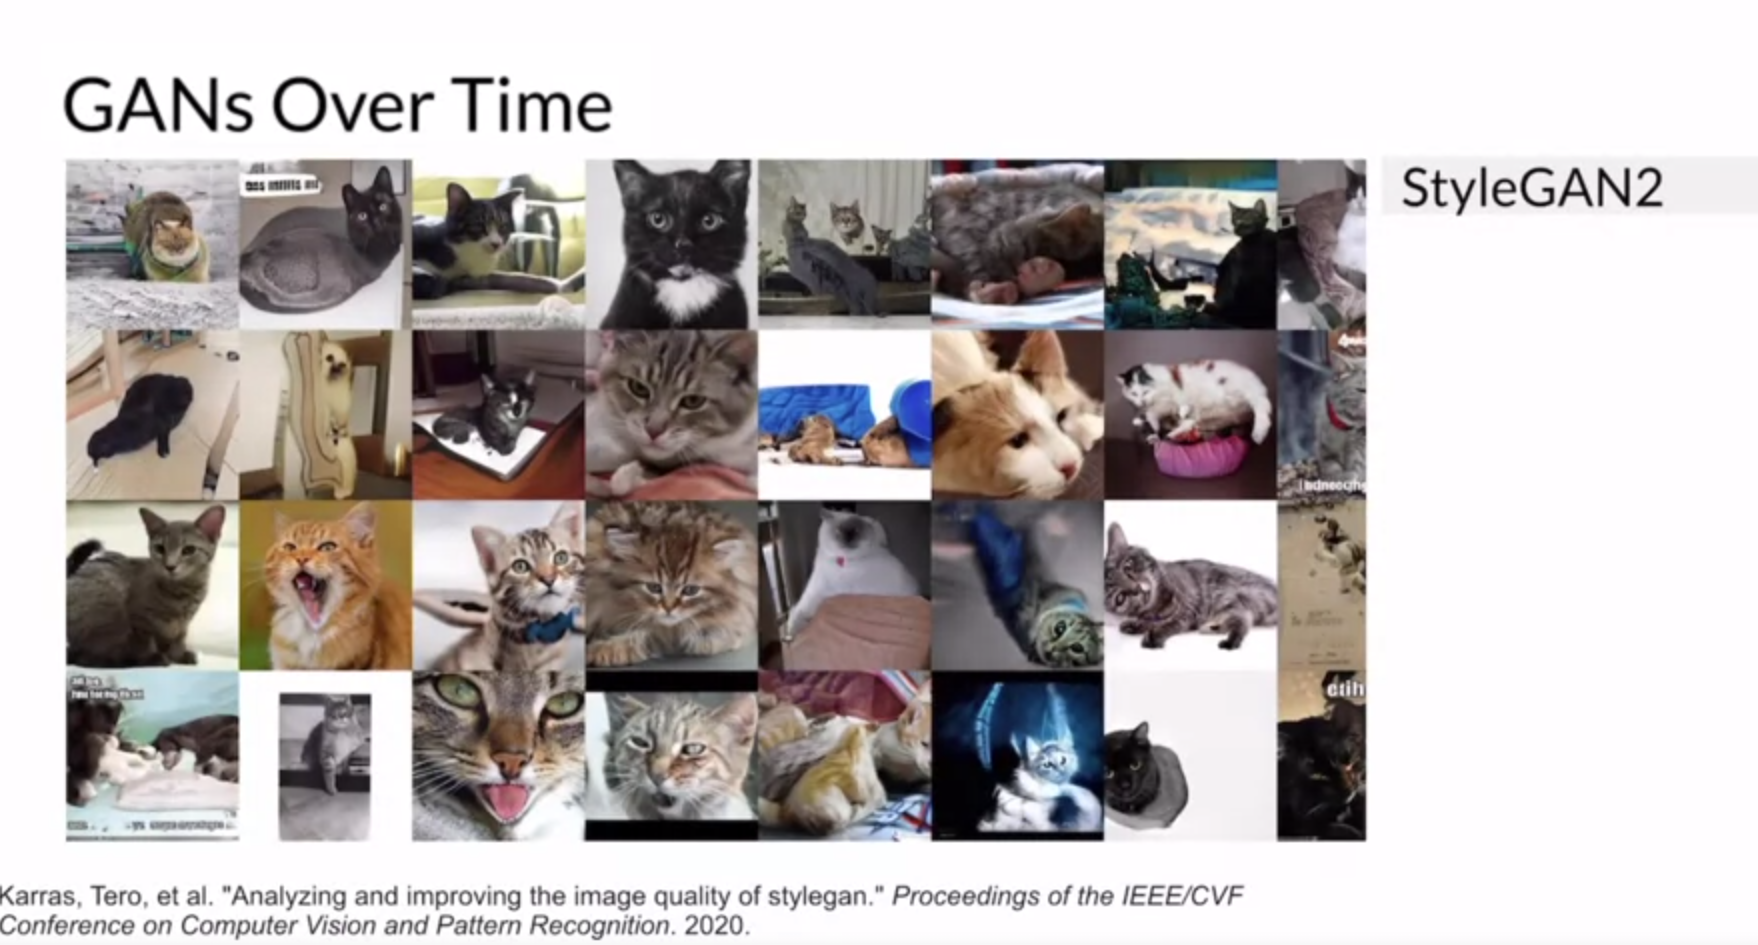 GANs Over Time
StyleGAN2
Karras, Tero, et al. "Analyzing and improving the image quality of stylegan." Proceedings of the IEEE/CVF
Conference on Computer Vision and Pattern Recognition. 2020.